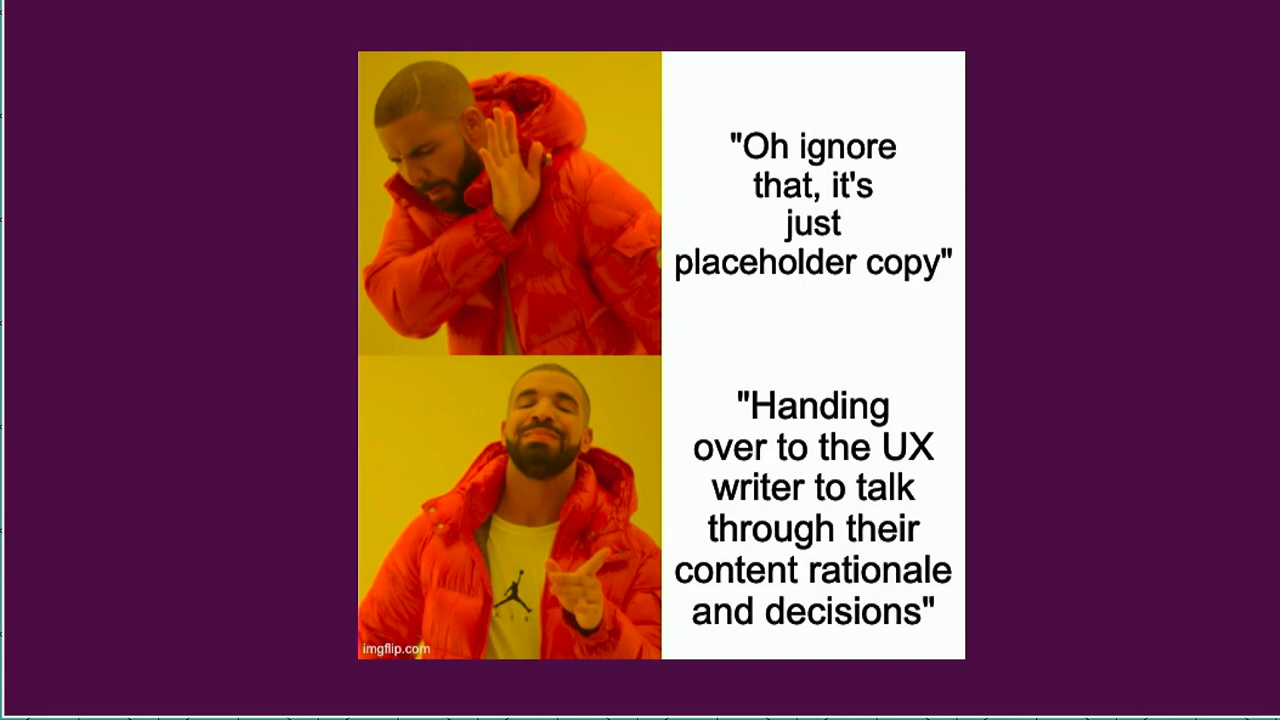 "Oh ignore
that, it's
just
placeholder copy"
"Handing
over to the UX
writer to talk
through their
content rationale
and decisions"
imgflip.com